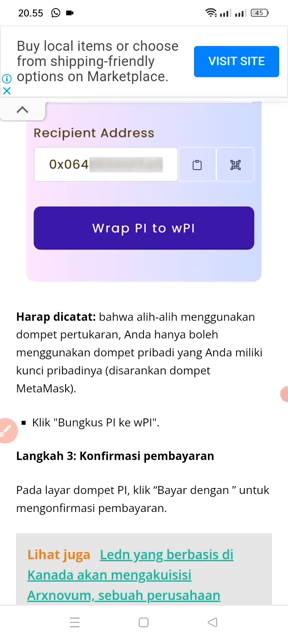 20.55
45
Buy local items or choose
from shipping-friendly
options on Marketplace.
VISIT SITE
Recipient Address
0x064
Wrap PI to wPI
Harap dicatat: bahwa alih-alih menggunakan
dompet pertukaran, Anda hanya boleh
menggunakan dompet pribadi yang Anda miliki
kunci pribadinya (disarankan dompet
MetaMask).
Klik "Bungkus PI ke wPI".
Langkah 3: Konfirmasi pembayaran
Pada layar dompet PI, klik “Bayar dengan ” untuk
mengonfirmasi pembayaran.
Lihat juga Ledn yang berbasis di
Kanada akan mengakuisisi
Arxnovum, sebuah perusahaan